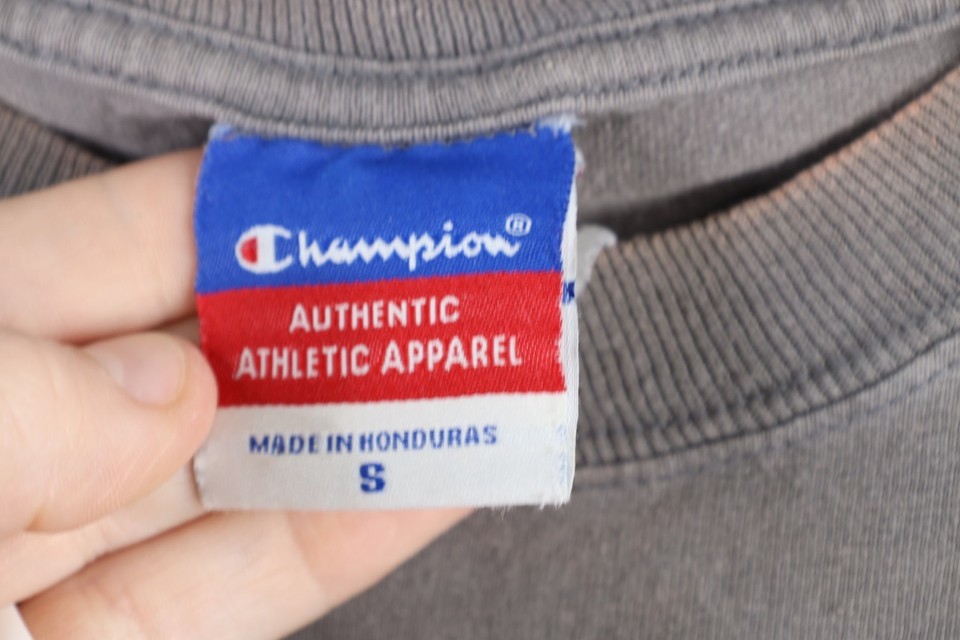 Champion®
AUTHENTIC
ATHLETIC APPAREL
MADE IN HONDURAS
S